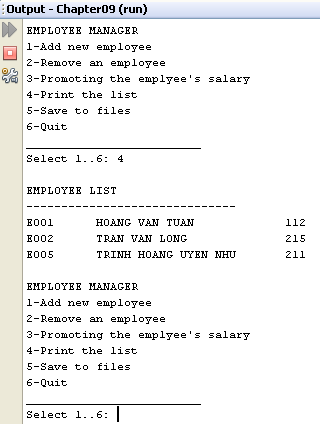 Output - Chapter09 (run)
EMPLOYEE MANAGER
1-Add new employee
2-Remove an employee
3-Promoting the emplyee's salary
4-Print the list
5-Save to files
6-Quit
___________________________
Select 1..6: 4
EMPLOYEE LIST
------------------------------
E001 HOANG VAN TUAN 112
E002 TRAN VAN LONG 215
E005 TRINH HOANG UYEN NHU 211
EMPLOYEE MANAGER
1-Add new employee
2-Remove an employee
3-Promoting the emplyee's salary
4-Print the list
5-Save to files
6-Quit
___________________________
Select 1..6: